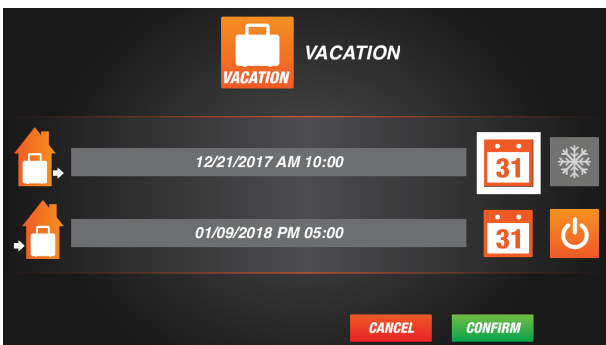 VACATION
VACATION
12/21/2017 AM 10:00
31
01/09/2018 PM 05:00
31
CANCEL
CONFIRM